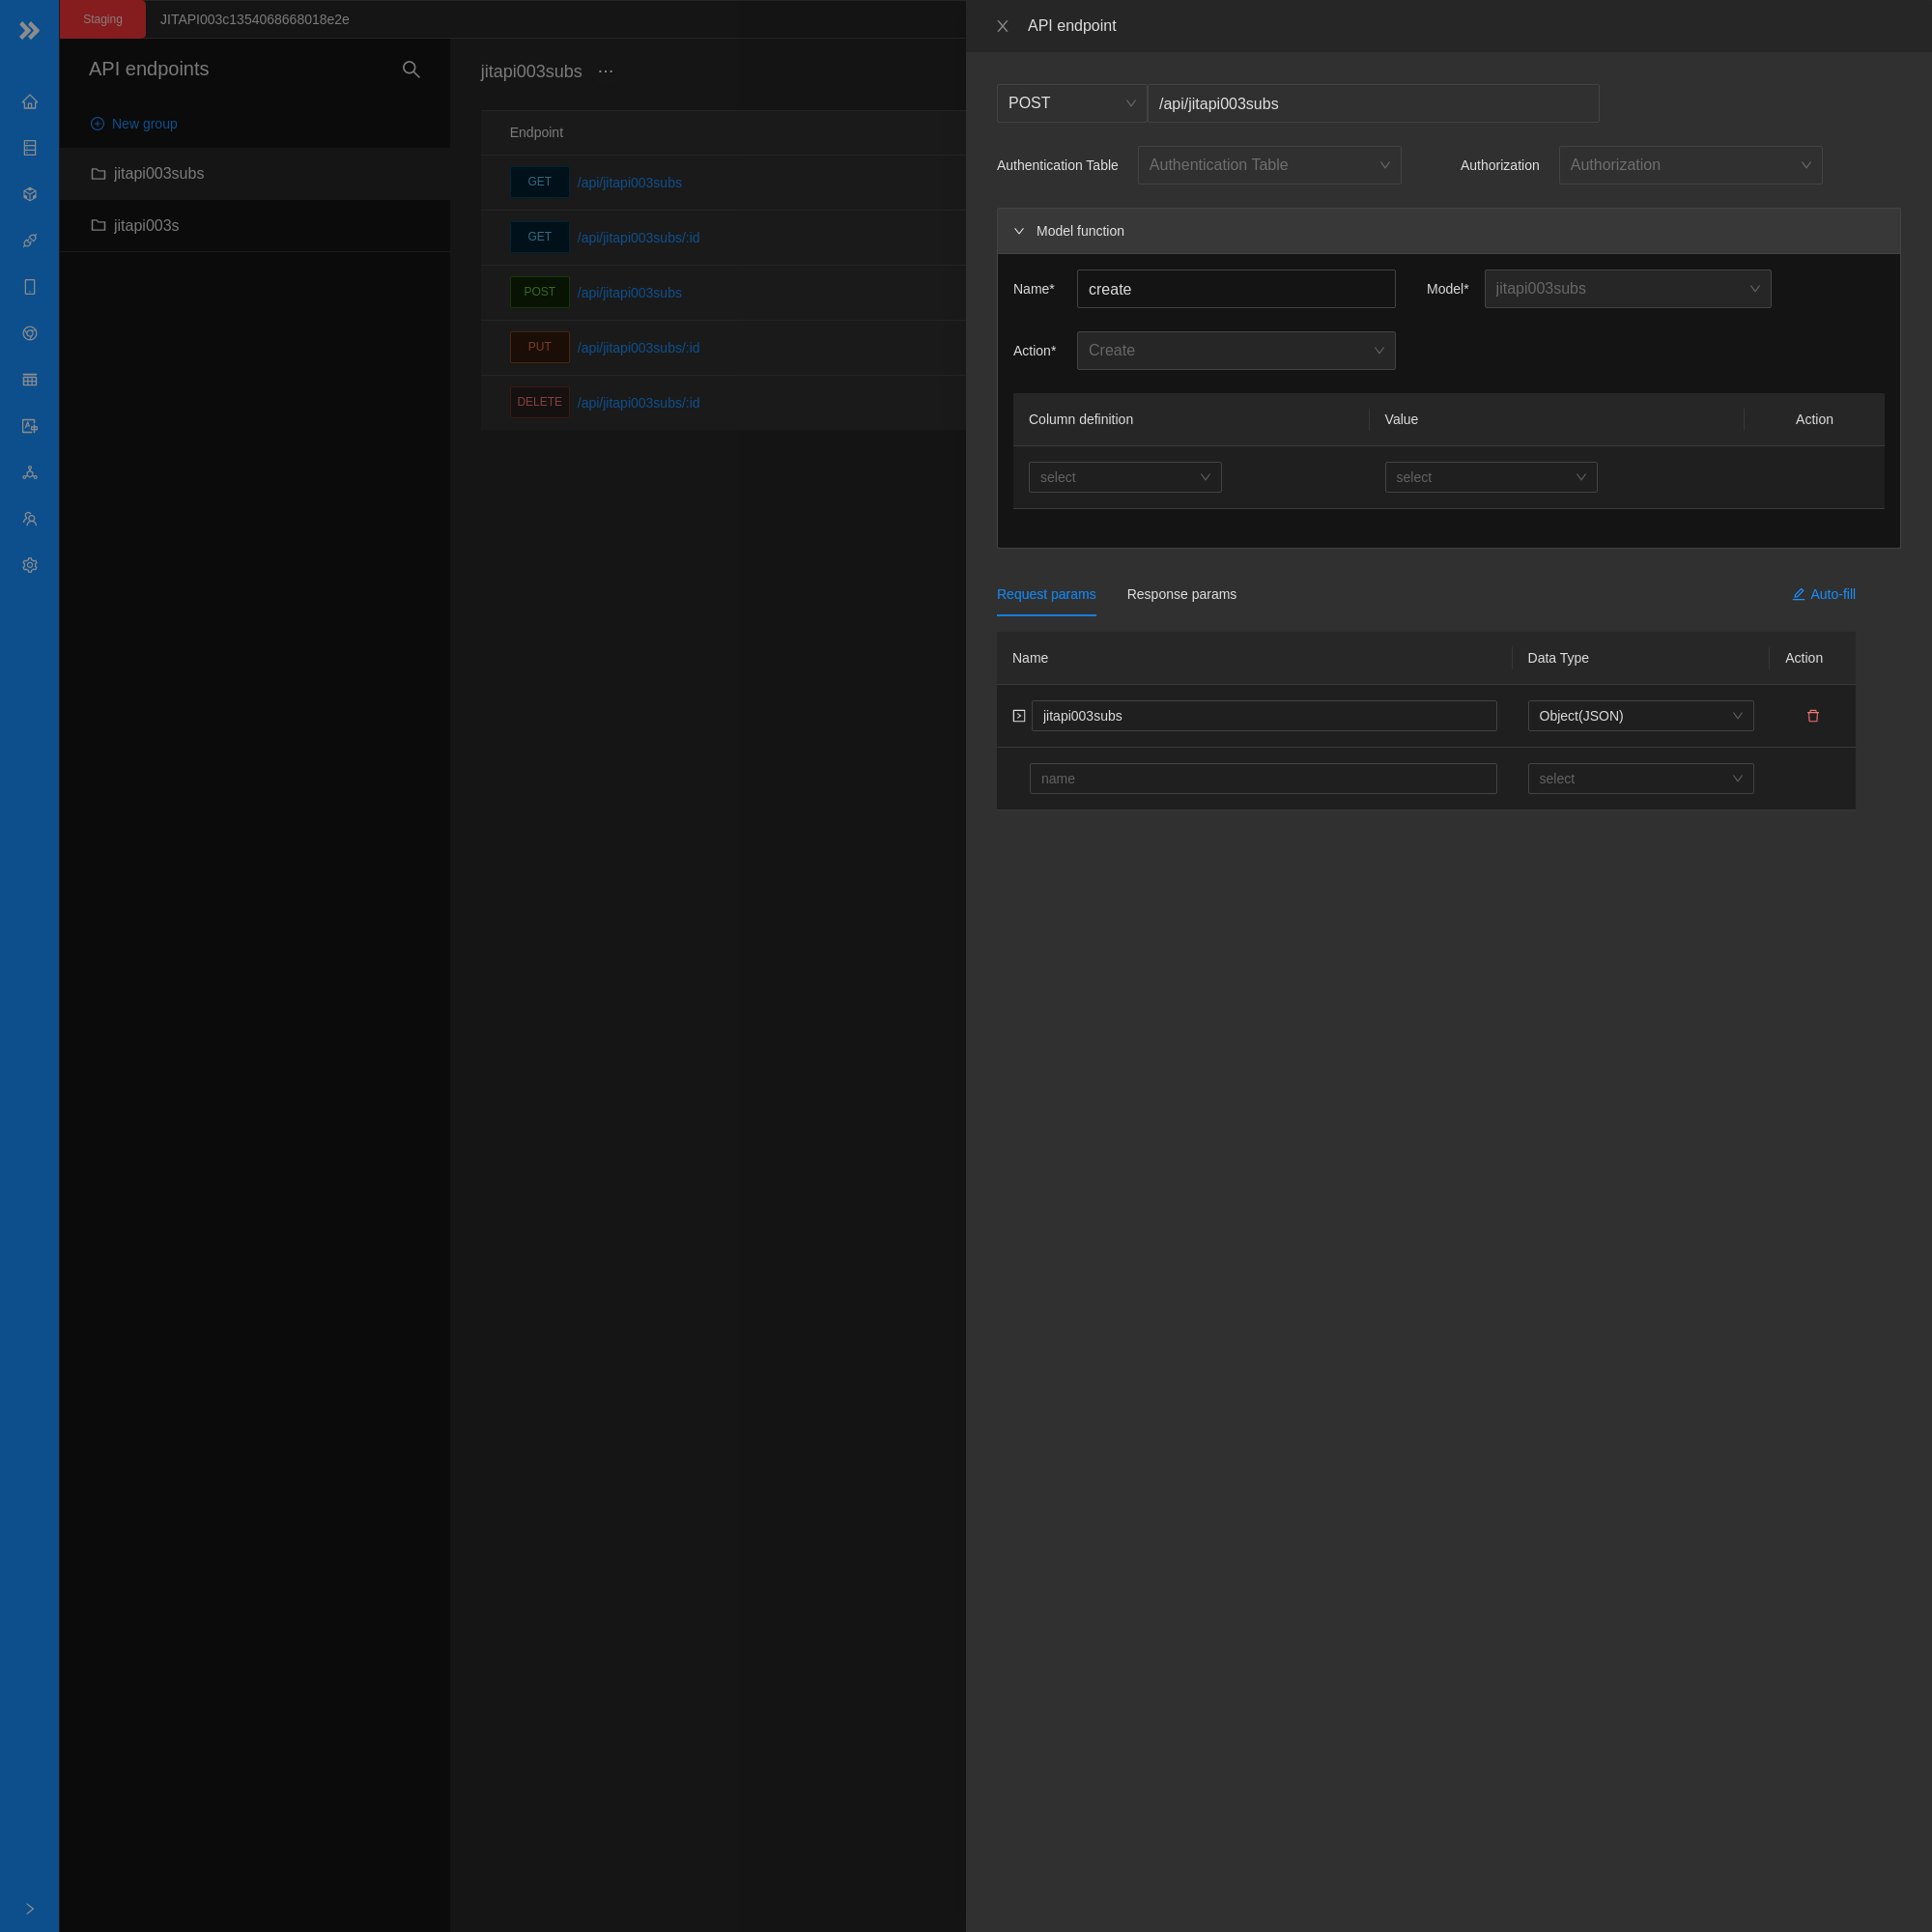 Staging
JITAPI003c1354068668018e2e
API endpoints
New group
jitapi003subs
jitapi003s
jitapi003subs ···
Endpoint
GET /api/jitapi003subs
GET /api/jitapi003subs/:id
POST /api/jitapi003subs
PUT /api/jitapi003subs/:id
DELETE /api/jitapi003subs/:id
API endpoint
POST /api/jitapi003subs
Authentication Table Authentication Table Authorization Authorization
Model function
Name* create Model* jitapi003subs
Action* Create
Column definition Value Action
select select
Request params Response params Auto-fill
Name Data Type Action
jitapi003subs Object(JSON)
name select